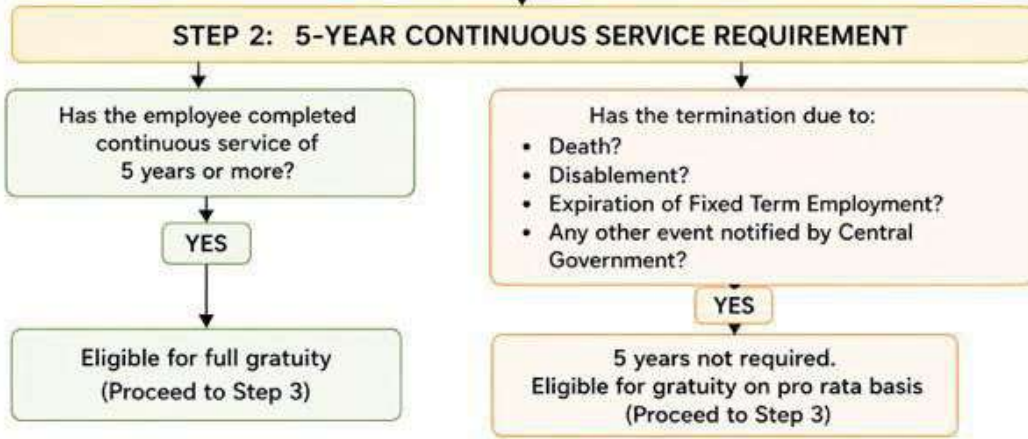 STEP 2: 5-YEAR CONTINUOUS SERVICE REQUIREMENT
Has the employee completed
continuous service of
5 years or more?
YES
Eligible for full gratuity
(Proceed to Step 3)
Has the termination due to:
• Death?
• Disablement?
• Expiration of Fixed Term Employment?
• Any other event notified by Central
Government?
YES
5 years not required.
Eligible for gratuity on pro rata basis
(Proceed to Step 3)